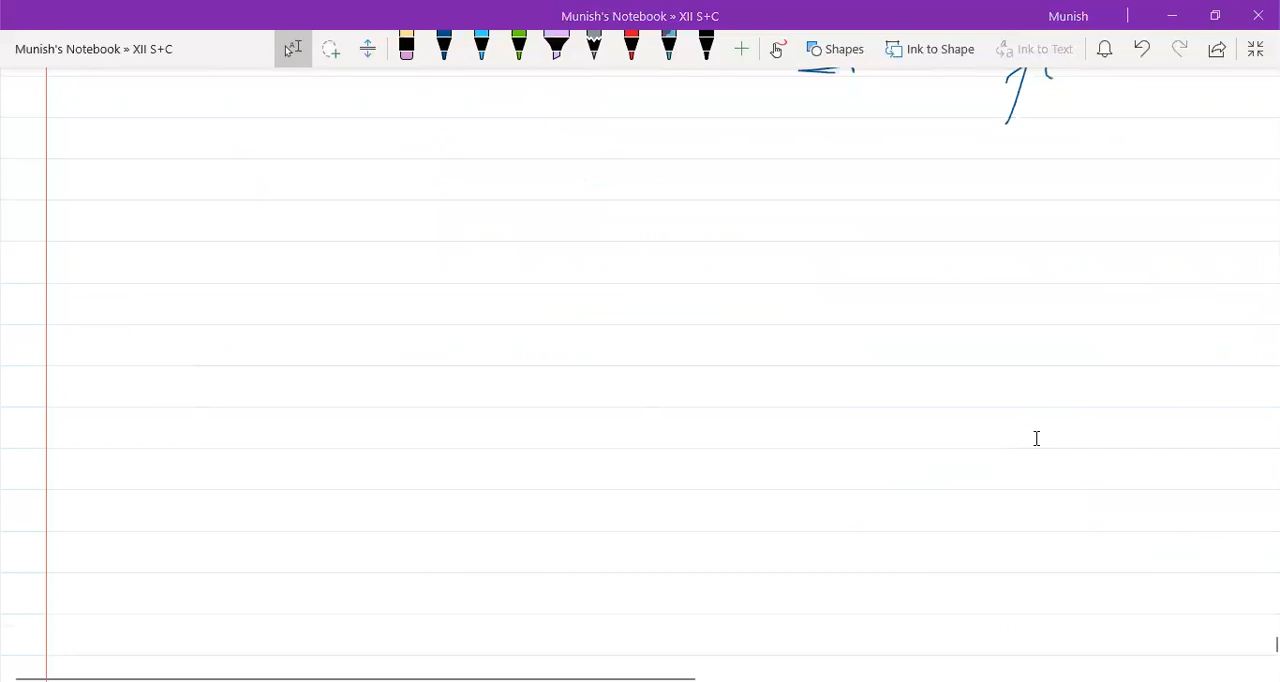 Munish's Notebook » XII S+C
Munish
Munish's Notebook » XII S+C
Shapes
Ink to Shape
Ink to Text